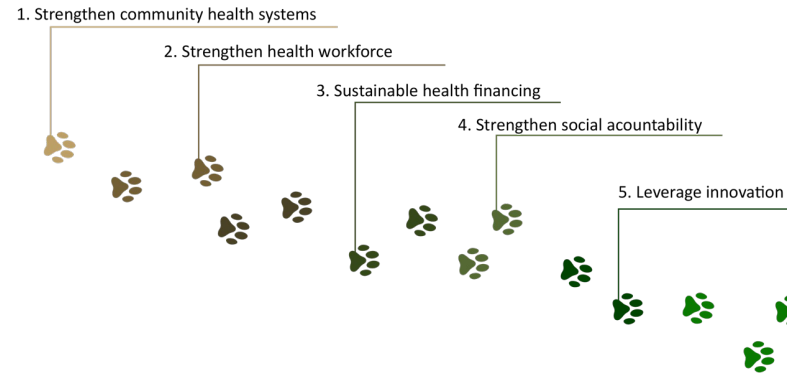 1. Strengthen community health systems
2. Strengthen health workforce
3. Sustainable health financing
4. Strengthen social acountability
5. Leverage innovation